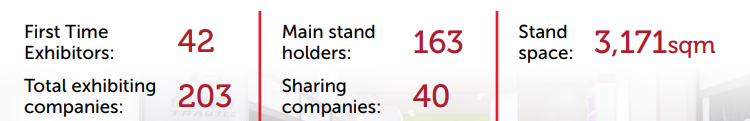 First Time
Exhibitors: 42
Total exhibiting
companies: 203
Main stand
holders: 163
Sharing
companies: 40
Stand
space: 3,171sqm